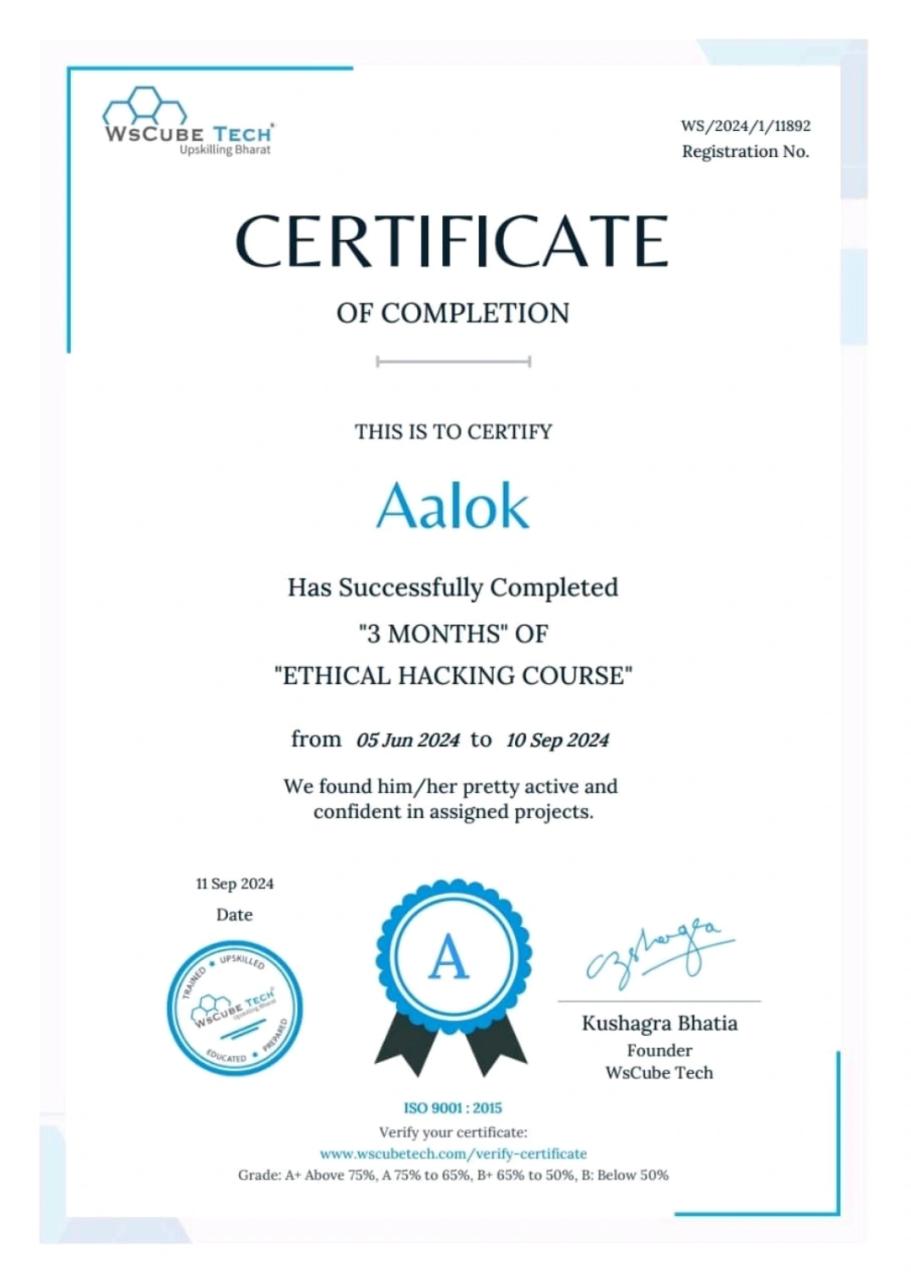 WsCube Tech
Upskilling Bharat
WS/2024/1/11892
Registration No.
CERTIFICATE
OF COMPLETION
THIS IS TO CERTIFY
Aalok
Has Successfully Completed
"3 MONTHS" OF
"ETHICAL HACKING COURSE"
from 05 Jun 2024 to 10 Sep 2024
We found him/her pretty active and
confident in assigned projects.
11 Sep 2024
Date
TRAINED • UPSKILLED
WsCube Tech
Upskilling Bharat
EDUCATED • PREPARED
A
Kushagra Bhatia
Founder
WsCube Tech
ISO 9001 : 2015
Verify your certificate:
www.wscubetech.com/verify-certificate
Grade: A+ Above 75%, A 75% to 65%, B+ 65% to 50%, B: Below 50%